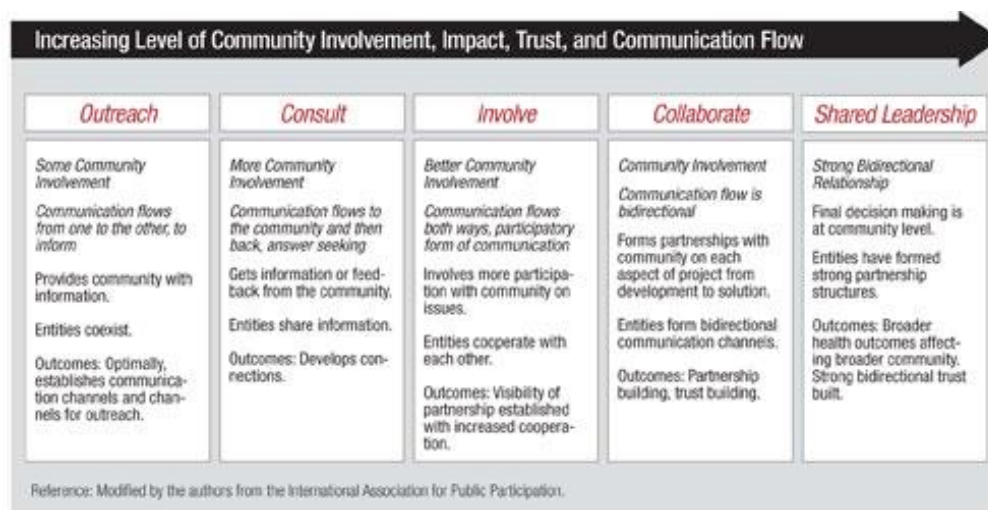 Increasing Level of Community Involvement, Impact, Trust, and Communication Flow
Outreach
Some Community
Involvement
Communication flows
from one to the other, to
inform
Provides community with
information.
Entities coexist.
Outcomes: Optimally,
establishes communica-
tion channels and chan-
nels for outreach.
Consult
More Community
Involvement
Communication flows to
the community and then
back, answer seeking
Gets information or feed-
back from the community.
Entities share information.
Outcomes: Develops con-
nections.
Involve
Better Community
Involvement
Communication flows
both ways, participatory
form of communication
Involves more participa-
tion with community on
issues.
Entities cooperate with
each other.
Outcomes: Visibility of
partnership established
with increased coopera-
tion.
Collaborate
Community Involvement
Communication flow is
bidirectional
Forms partnerships with
community on each
aspect of project from
development to solution.
Entities form bidirectional
communication channels.
Outcomes: Partnership
building, trust building.
Shared Leadership
Strong Bidirectional
Relationship
Final decision making is
at community level.
Entities have formed
strong partnership
structures.
Outcomes: Broader
health outcomes affect-
ing broader community.
Strong bidirectional trust
built.
Reference: Modified by the authors from the International Association for Public Participation.